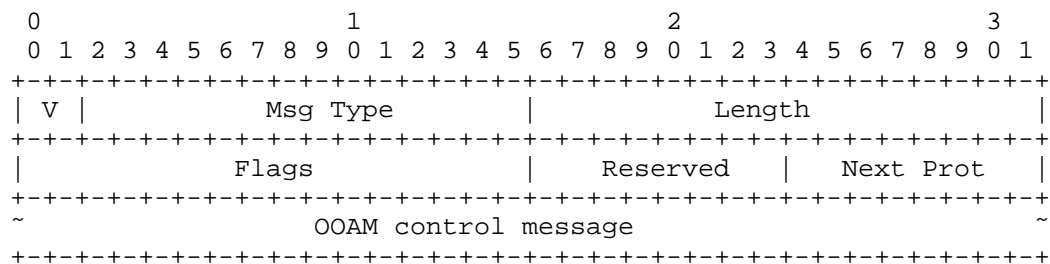 0                   1                   2                   3
 0 1 2 3 4 5 6 7 8 9 0 1 2 3 4 5 6 7 8 9 0 1 2 3 4 5 6 7 8 9 0 1
+-+-+-+-+-+-+-+-+-+-+-+-+-+-+-+-+-+-+-+-+-+-+-+-+-+-+-+-+-+-+-+-+
| V |          Msg Type         |             Length            |
+-+-+-+-+-+-+-+-+-+-+-+-+-+-+-+-+-+-+-+-+-+-+-+-+-+-+-+-+-+-+-+-+
|             Flags             |    Reserved   |   Next Prot   |
+-+-+-+-+-+-+-+-+-+-+-+-+-+-+-+-+-+-+-+-+-+-+-+-+-+-+-+-+-+-+-+-+
~                  OOAM control message                         ~
+-+-+-+-+-+-+-+-+-+-+-+-+-+-+-+-+-+-+-+-+-+-+-+-+-+-+-+-+-+-+-+-+